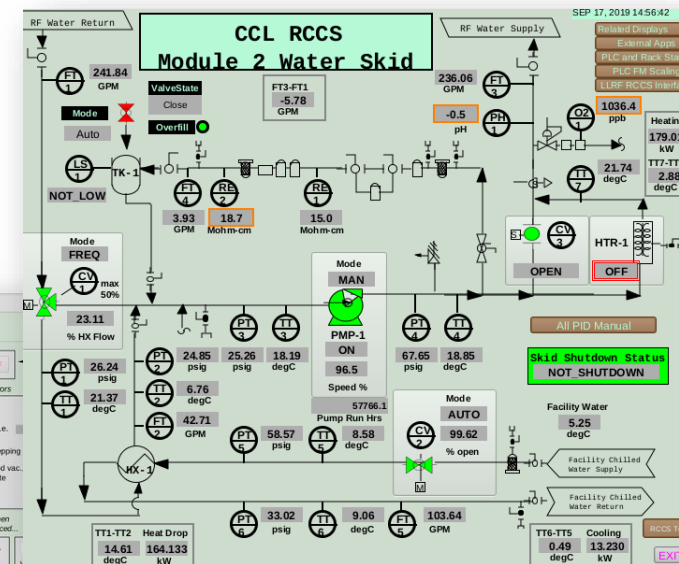 SEP 17, 2019 14:56:42
RF Water Return
CCL RCCS
Module 2 Water Skid
RF Water Supply
Related Displays
External Apps
PLC and Rack Sta
PLC FM Scaling
LLRF RCCS Interfa
FT 1
241.84
GPM
ValveState
Close
Mode
Auto
Overfill
FT3-FT1
-5.78
GPM
236.06
GPM
FT 3
-0.5
pH
PH 1
O2 1
1036.4
ppb
Heatin
179.01
kW
TT7-TT
2.88
degC
LS 1
NOT_LOW
TK-1
FT 4
3.93
GPM
RE 2
18.7
Mohm-cm
RE 1
15.0
Mohm-cm
TT 7
21.74
degC
Mode
FREQ
CV 1
max
50%
M
23.11
% HX Flow
Mode
MAN
PMP-1
ON
96.5
Speed %
57766.1
Pump Run Hrs
S
CV 3
OPEN
HTR-1
OFF
PT 1
26.24
psig
TT 1
21.37
degC
PT 2
24.85
psig
TT 2
6.76
degC
FT 2
42.71
GPM
PT 3
25.26
psig
TT 3
18.19
degC
PT 4
67.65
psig
TT 4
18.85
degC
All PID Manual
Skid Shutdown Status
NOT_SHUTDOWN
Mode
AUTO
CV 2
99.62
% open
M
Facility Water
5.25
degC
HX-1
PT 5
58.57
psig
TT 5
8.58
degC
Facility Chilled
Water Supply
Facility Chilled
Water Return
PT 6
33.02
psig
TT 6
9.06
degC
FT 5
103.64
GPM
TT1-TT2
14.61
degC
Heat Drop
164.133
kW
TT6-TT5
0.49
degC
Cooling
13.230
kW
RCCS T
EXI
ors
.e.
pping
d vac.
te
en
ced...